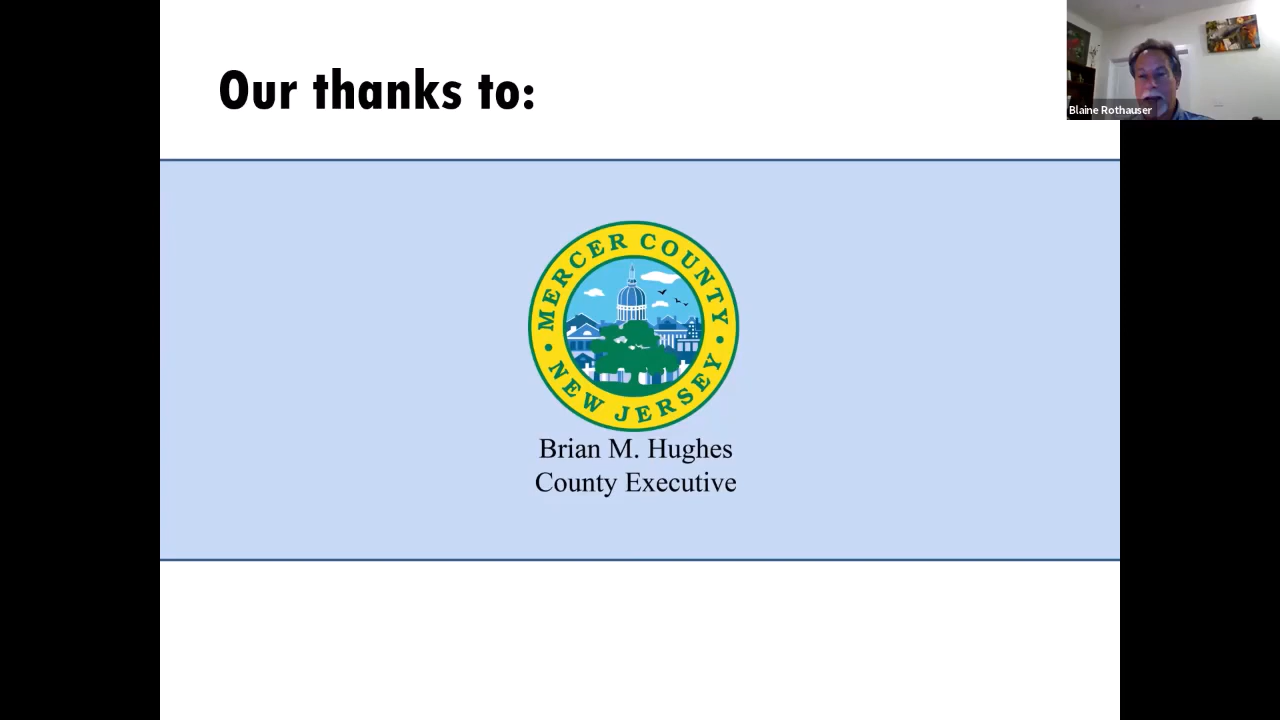 Our thanks to:
Blaine Rothauser
MERCER COUNTY
• NEW JERSEY •
Brian M. Hughes
County Executive